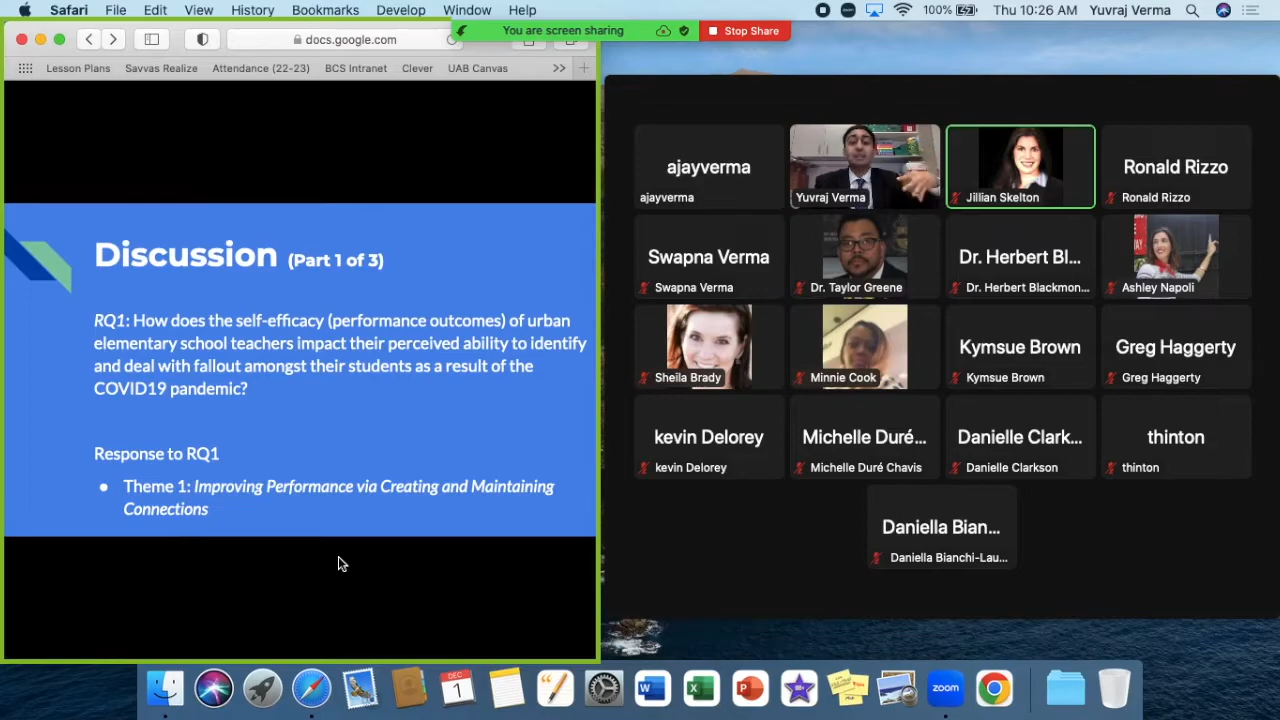 Safari File Edit View History Bookmarks Develop Window Help
100% Thu 10:26 AM Yuvraj Verma
You are screen sharing
Stop Share
docs.google.com
Lesson Plans Savvas Realize Attendance (22-23) BCS Intranet Clever UAB Canvas >>
Discussion (Part 1 of 3)
RQ1: How does the self-efficacy (performance outcomes) of urban
elementary school teachers impact their perceived ability to identify
and deal with fallout amongst their students as a result of the
COVID19 pandemic?
Response to RQ1
● Theme 1: Improving Performance via Creating and Maintaining
Connections
ajayverma
ajayverma
Yuvraj Verma
Jillian Skelton
Ronald Rizzo
Ronald Rizzo
Swapna Verma
Swapna Verma
Dr. Taylor Greene
Dr. Herbert Bl...
Dr. Herbert Blackmon...
Ashley Napoli
Sheila Brady
Minnie Cook
Kymsue Brown
Kymsue Brown
Greg Haggerty
Greg Haggerty
kevin Delorey
kevin Delorey
Michelle Duré...
Michelle Duré Chavis
Danielle Clark...
Danielle Clarkson
thinton
thinton
Daniella Bian...
Daniella Bianchi-Lau...
DEC
1
zoom